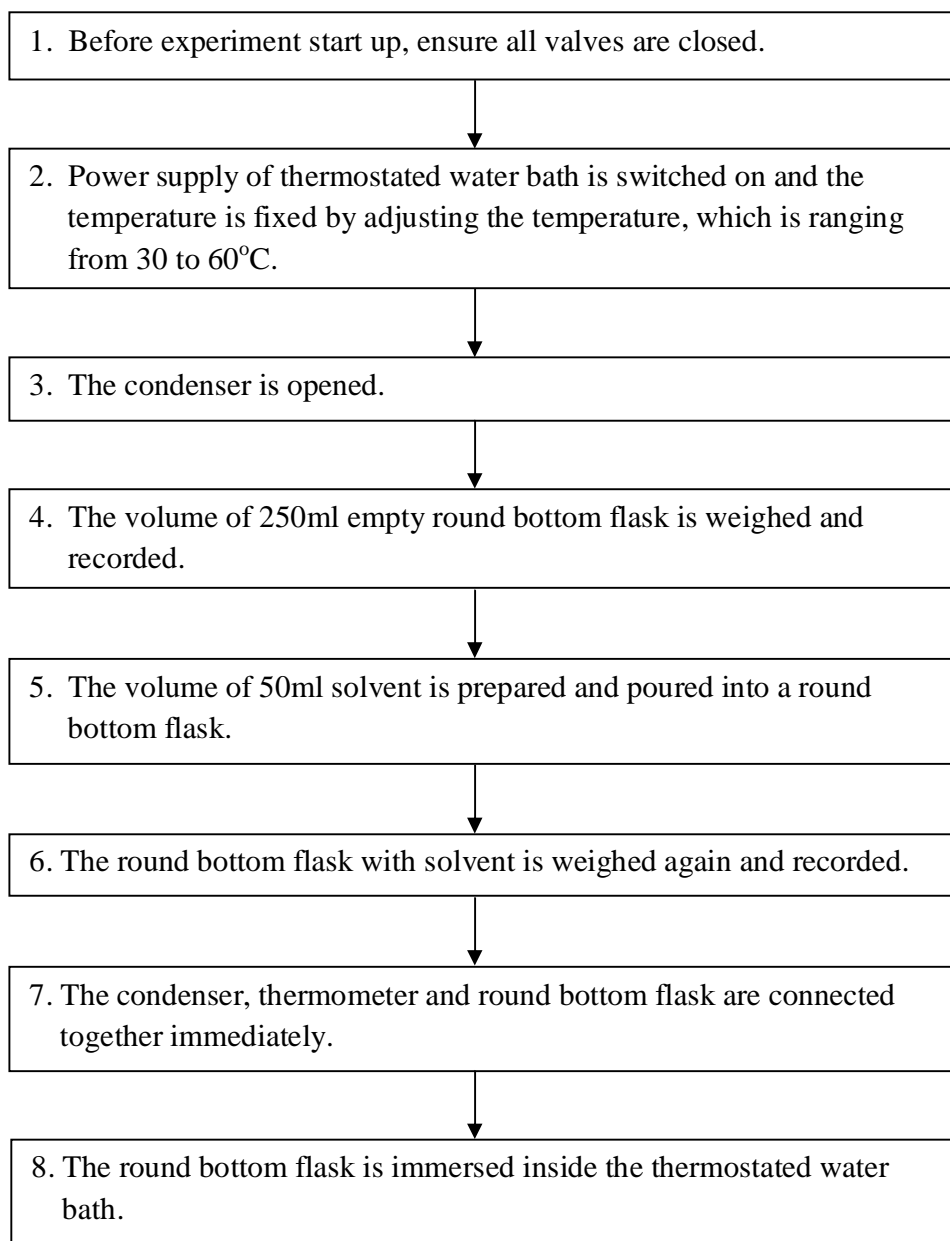 1. Before experiment start up, ensure all valves are closed.
2. Power supply of thermostated water bath is switched on and the
temperature is fixed by adjusting the temperature, which is ranging
from 30 to 60°C.
3. The condenser is opened.
4. The volume of 250ml empty round bottom flask is weighed and
recorded.
5. The volume of 50ml solvent is prepared and poured into a round
bottom flask.
6. The round bottom flask with solvent is weighed again and recorded.
7. The condenser, thermometer and round bottom flask are connected
together immediately.
8. The round bottom flask is immersed inside the thermostated water
bath.